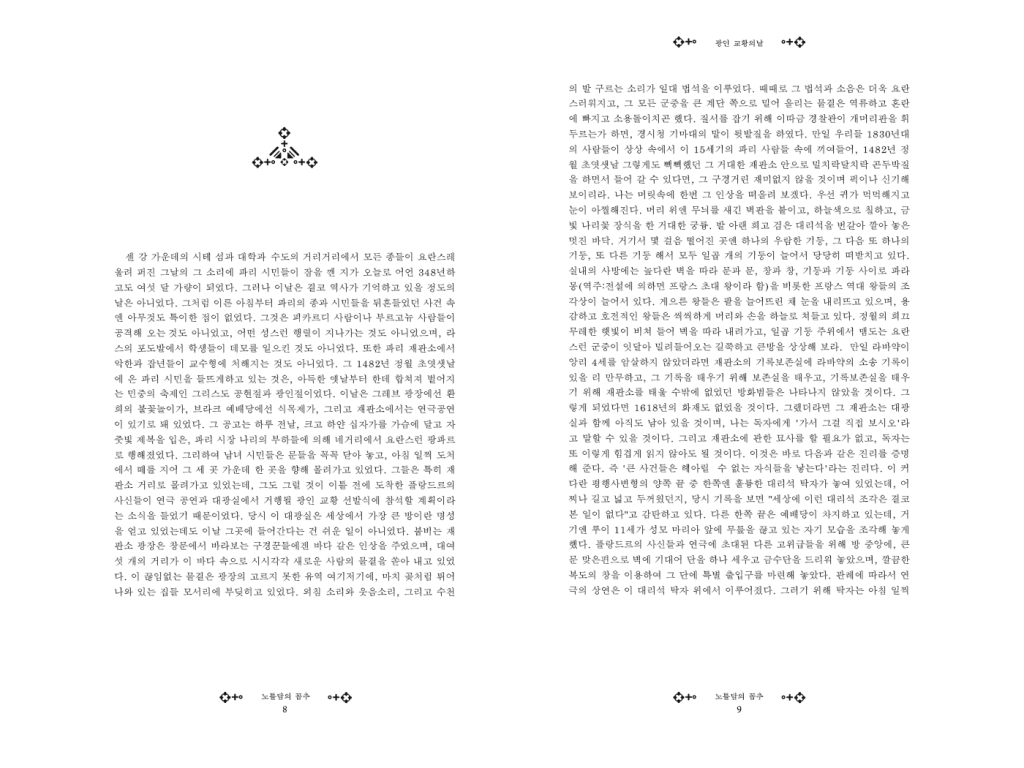 센 강 가운데의 시테 섬과 대학과 수도의 거리거리에서 모든 종들이 요란스레
울려 퍼진 그날의 그 소리에 파리 시민들이 잠을 깬 지가 오늘로 어언 348년하
고도 여섯 달 가량이 되었다. 그러나 이날은 결코 역사가 기억하고 있을 정도의
날은 아니었다. 그처럼 이른 아침부터 파리의 종과 시민들을 뒤흔들었던 사건 속
엔 아무것도 특이한 점이 없었다. 그것은 피카르디 사람이나 부르고뉴 사람들이
공격해 오는 것도 아니었고, 어떤 성스런 행렬이 지나가는 것도 아니었으며, 라
스의 포도밭에서 학생들이 데모를 일으킨 것도 아니었다. 또한 파리 재판소에서
악한과 잡년들이 교수형에 처해지는 것도 아니었다. 그 1482년 정월 초엿샛날
에 온 파리 시민을 들뜨게하고 있는 것은, 아득한 옛날부터 한데 합쳐져 벌어지
는 민중의 축제인 그리스도 공현절과 광인절이었다. 이날은 그레브 광장에선 환
희의 불꽃놀이가, 브라크 예배당에선 식목제가, 그리고 재판소에서는 연극공연
이 있기로 돼 있었다. 그 공고는 하루 전날, 크고 하얀 십자가를 가슴에 달고 자
줏빛 제복을 입은, 파리 시장 나리의 부하들에 의해 네거리에서 요란스런 팡파르
로 행해졌었다. 그리하여 남녀 시민들은 문들을 꼭꼭 닫아 놓고, 아침 일찍 도처
에서 떼를 지어 그 세 곳 가운데 한 곳을 향해 몰려가고 있었다. 그들은 특히 재
판소 거리로 몰려가고 있었는데, 그도 그럴 것이 이틀 전에 도착한 플랑드르의
사신들이 연극 공연과 대광실에서 거행될 광인 교황 선발식에 참석할 계획이라
는 소식을 들었기 때문이었다. 당시 이 대광실은 세상에서 가장 큰 방이란 명성
을 얻고 있었는데도 이날 그곳에 들어간다는 건 쉬운 일이 아니었다. 붐비는 재
판소 광장은 창문에서 바라보는 구경꾼들에겐 바다 같은 인상을 주었으며, 대여
섯 개의 거리가 이 바다 속으로 시시각각 새로운 사람의 물결을 쏟아 내고 있었
다. 이 끊임없는 물결은 광장의 고르지 못한 유역 여기저기에, 마치 곶처럼 튀어
나와 있는 집들 모서리에 부딪히고 있었다. 외침 소리와 웃음소리, 그리고 수천
노틀담의 꼽추
8
광인 교황의날
의 발 구르는 소리가 일대 법석을 이루었다. 때때로 그 법석과 소음은 더욱 요란
스러워지고, 그 모든 군중을 큰 계단 쪽으로 밀어 올리는 물결은 역류하고 혼란
에 빠지고 소용돌이치곤 했다. 질서를 잡기 위해 이따금 경찰관이 개머리판을 휘
두르는가 하면, 경시청 기마대의 말이 뒷발질을 하였다. 만일 우리들 1830년대
의 사람들이 상상 속에서 이 15세기의 파리 사람들 속에 끼여들어, 1482년 정
월 초엿샛날 그렇게도 빽빽했던 그 거대한 재판소 안으로 밀치락달치락 곤두박질
을 하면서 들어 갈 수 있다면, 그 구경거린 재미없지 않을 것이며 퍽이나 신기해
보이리라. 나는 머릿속에 한번 그 인상을 떠올려 보겠다. 우선 귀가 먹먹해지고
눈이 아찔해진다. 머리 위엔 무늬를 새긴 벽판을 붙이고, 하늘색으로 칠하고, 금
빛 나리꽃 장식을 한 거대한 궁륭. 발 아랜 희고 검은 대리석을 번갈아 깔아 놓은
멋진 바닥. 거기서 몇 걸음 떨어진 곳엔 하나의 우람한 기둥, 그 다음 또 하나의
기둥, 또 다른 기둥 해서 모두 일곱 개의 기둥이 늘어서 당당히 떠받치고 있다.
실내의 사방에는 높다란 벽을 따라 문과 문, 창과 창, 기둥과 기둥 사이로 파라
몽(역주:전설에 의하면 프랑스 초대 왕이라 함)을 비롯한 프랑스 역대 왕들의 조
각상이 늘어서 있다. 게으른 왕들은 팔을 늘어뜨린 채 눈을 내리뜨고 있으며, 용
감하고 호전적인 왕들은 씩씩하게 머리와 손을 하늘로 쳐들고 있다. 정월의 희끄
무레한 햇빛이 비쳐 들어 벽을 따라 내려가고, 일곱 기둥 주위에서 맴도는 요란
스런 군중이 잇달아 밀려들어오는 길쭉하고 큰방을 상상해 보라. 만일 라바약이
앙리 4세를 암살하지 않았더라면 재판소의 기록보존실에 라바약의 소송 기록이
있을 리 만무하고, 그 기록을 태우기 위해 보존실을 태우고, 기록보존실을 태우
기 위해 재판소를 태울 수밖에 없었던 방화범들은 나타나지 않았을 것이다. 그
렇게 되었다면 1618년의 화재도 없었을 것이다. 그랬더라면 그 재판소는 대광
실과 함께 아직도 남아 있을 것이며, 나는 독자에게 '가서 그걸 직접 보시오'라
고 말할 수 있을 것이다. 그리고 재판소에 관한 묘사를 할 필요가 없고, 독자는
또 이렇게 힘겹게 읽지 않아도 될 것이다. 이것은 바로 다음과 같은 진리를 증명
해 준다. 즉 '큰 사건들은 헤아릴 수 없는 자식들을 낳는다'라는 진리다. 이 커
다란 평행사변형의 양쪽 끝 중 한쪽엔 훌륭한 대리석 탁자가 놓여 있었는데, 어
찌나 길고 넓고 두꺼웠던지, 당시 기록을 보면 "세상에 이런 대리석 조각은 결코
본 일이 없다"고 감탄하고 있다. 다른 한쪽 끝은 예배당이 차지하고 있는데, 거
기엔 루이 11세가 성모 마리아 앞에 무릎을 꿇고 있는 자기 모습을 조각해 놓게
했다. 플랑드르의 사신들과 연극에 초대된 다른 고위급들을 위해 방 중앙에, 큰
문 맞은편으로 벽에 기대어 단을 하나 세우고 금수단을 드리워 놓았으며, 깔끔한
복도의 창을 이용하여 그 단에 특별 출입구를 마련해 놓았다. 관례에 따라서 연
극의 상연은 이 대리석 탁자 위에서 이루어졌다. 그러기 위해 탁자는 아침 일찍
노틀담의 꼽추
9